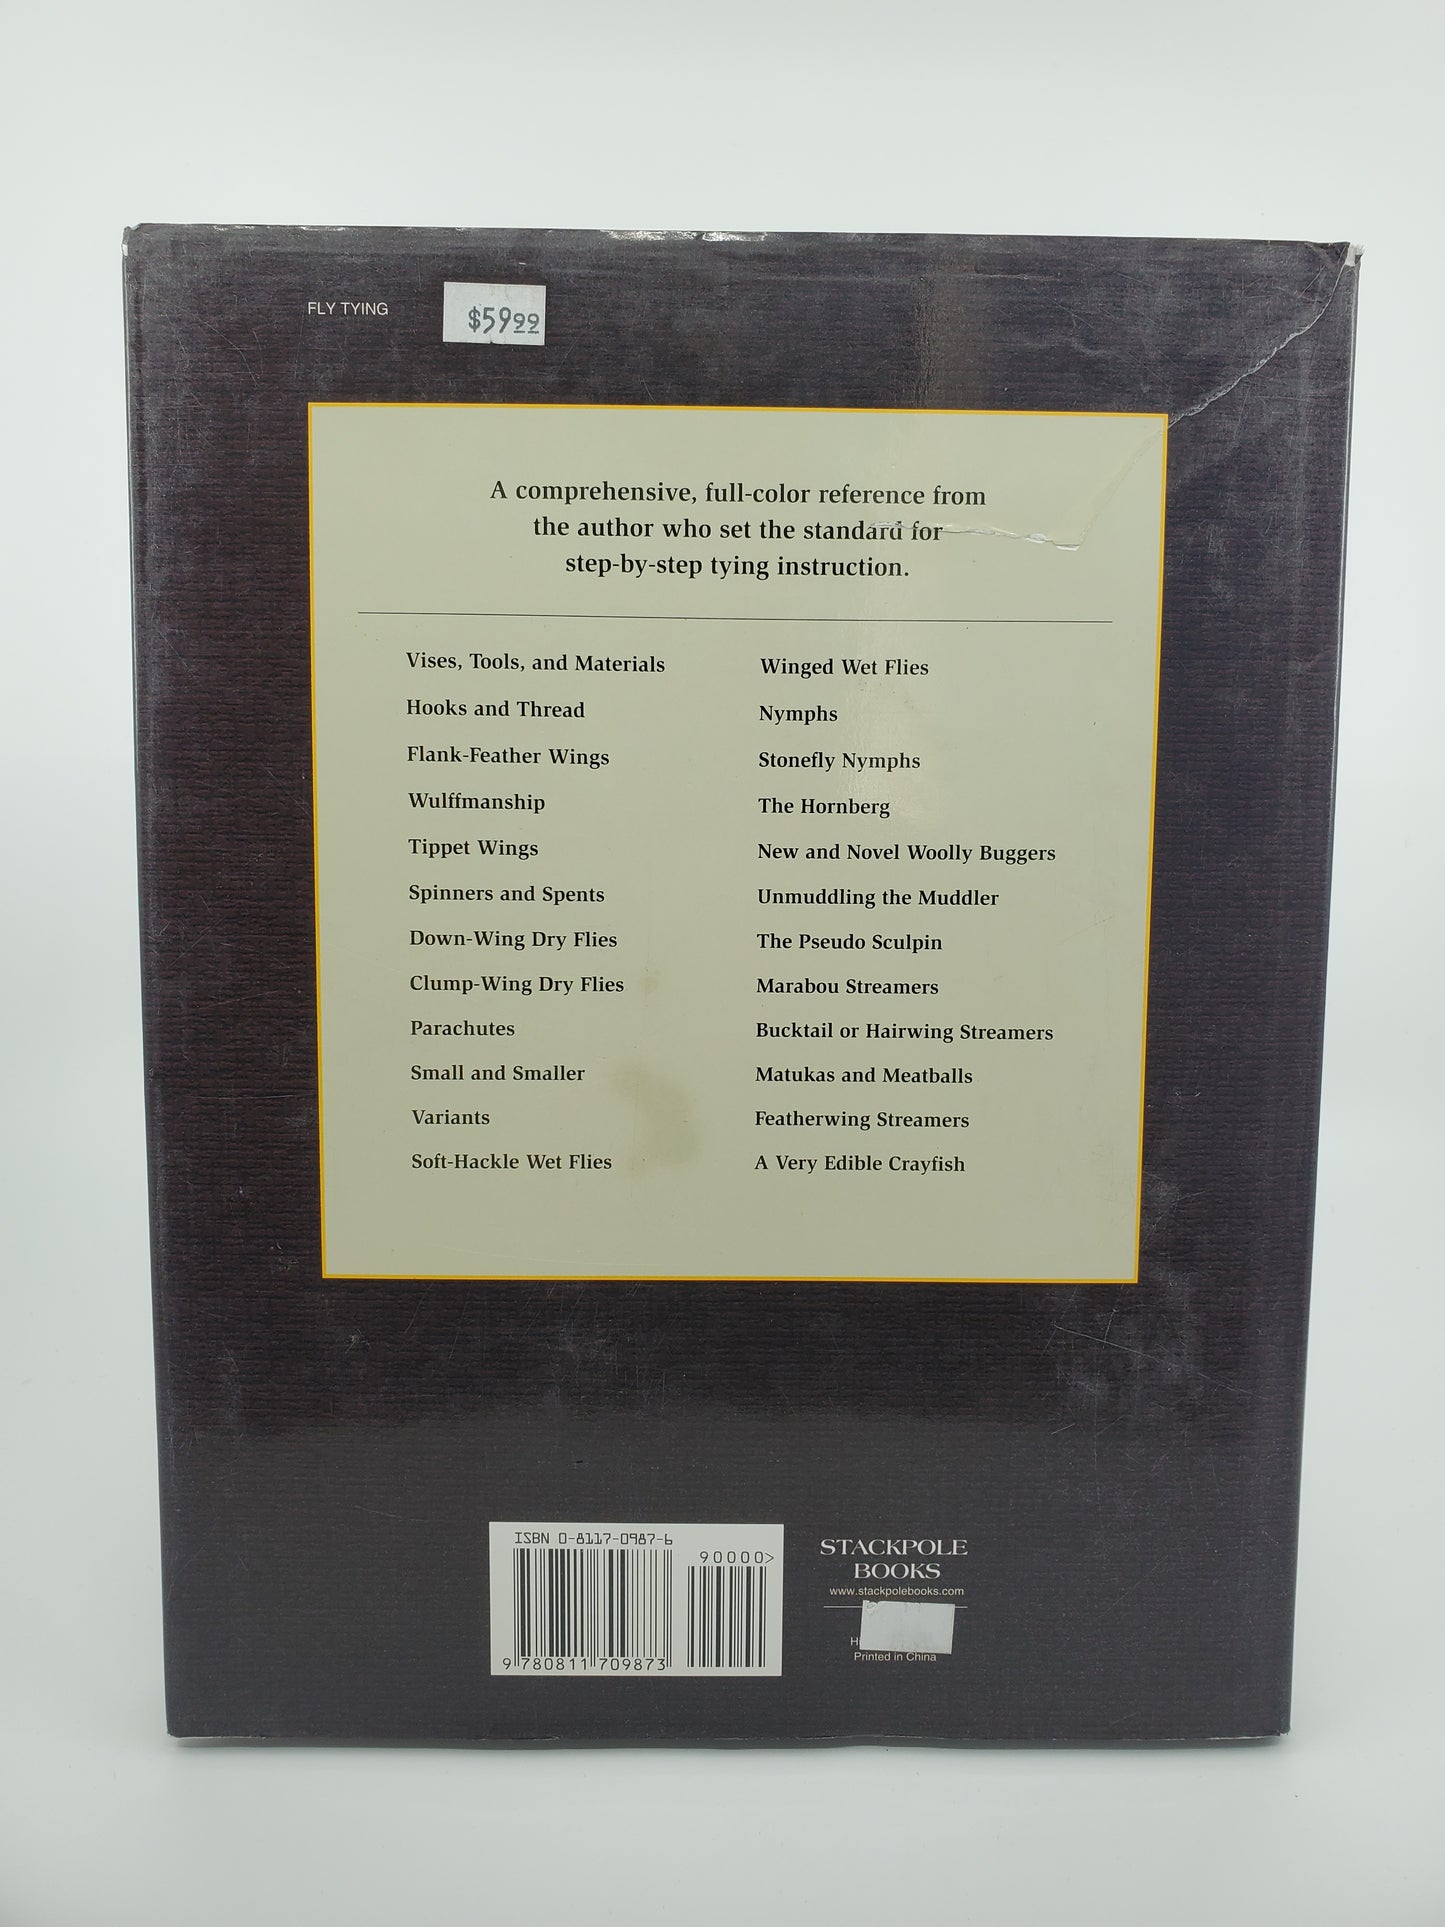 FLY TYING
$59.99
A comprehensive, full-color reference from
the author who set the standard for
step-by-step tying instruction.
Vises, Tools, and Materials
Hooks and Thread
Flank-Feather Wings
Wulffmanship
Tippet Wings
Spinners and Spents
Down-Wing Dry Flies
Clump-Wing Dry Flies
Parachutes
Small and Smaller
Variants
Soft-Hackle Wet Flies
Winged Wet Flies
Nymphs
Stonefly Nymphs
The Hornberg
New and Novel Woolly Buggers
Unmuddling the Muddler
The Pseudo Sculpin
Marabou Streamers
Bucktail or Hairwing Streamers
Matukas and Meatballs
Featherwing Streamers
A Very Edible Crayfish
ISBN 0-8117-0987-6
90000>
9 780811 709873
STACKPOLE
BOOKS
www.stackpolebooks.com
Printed in China